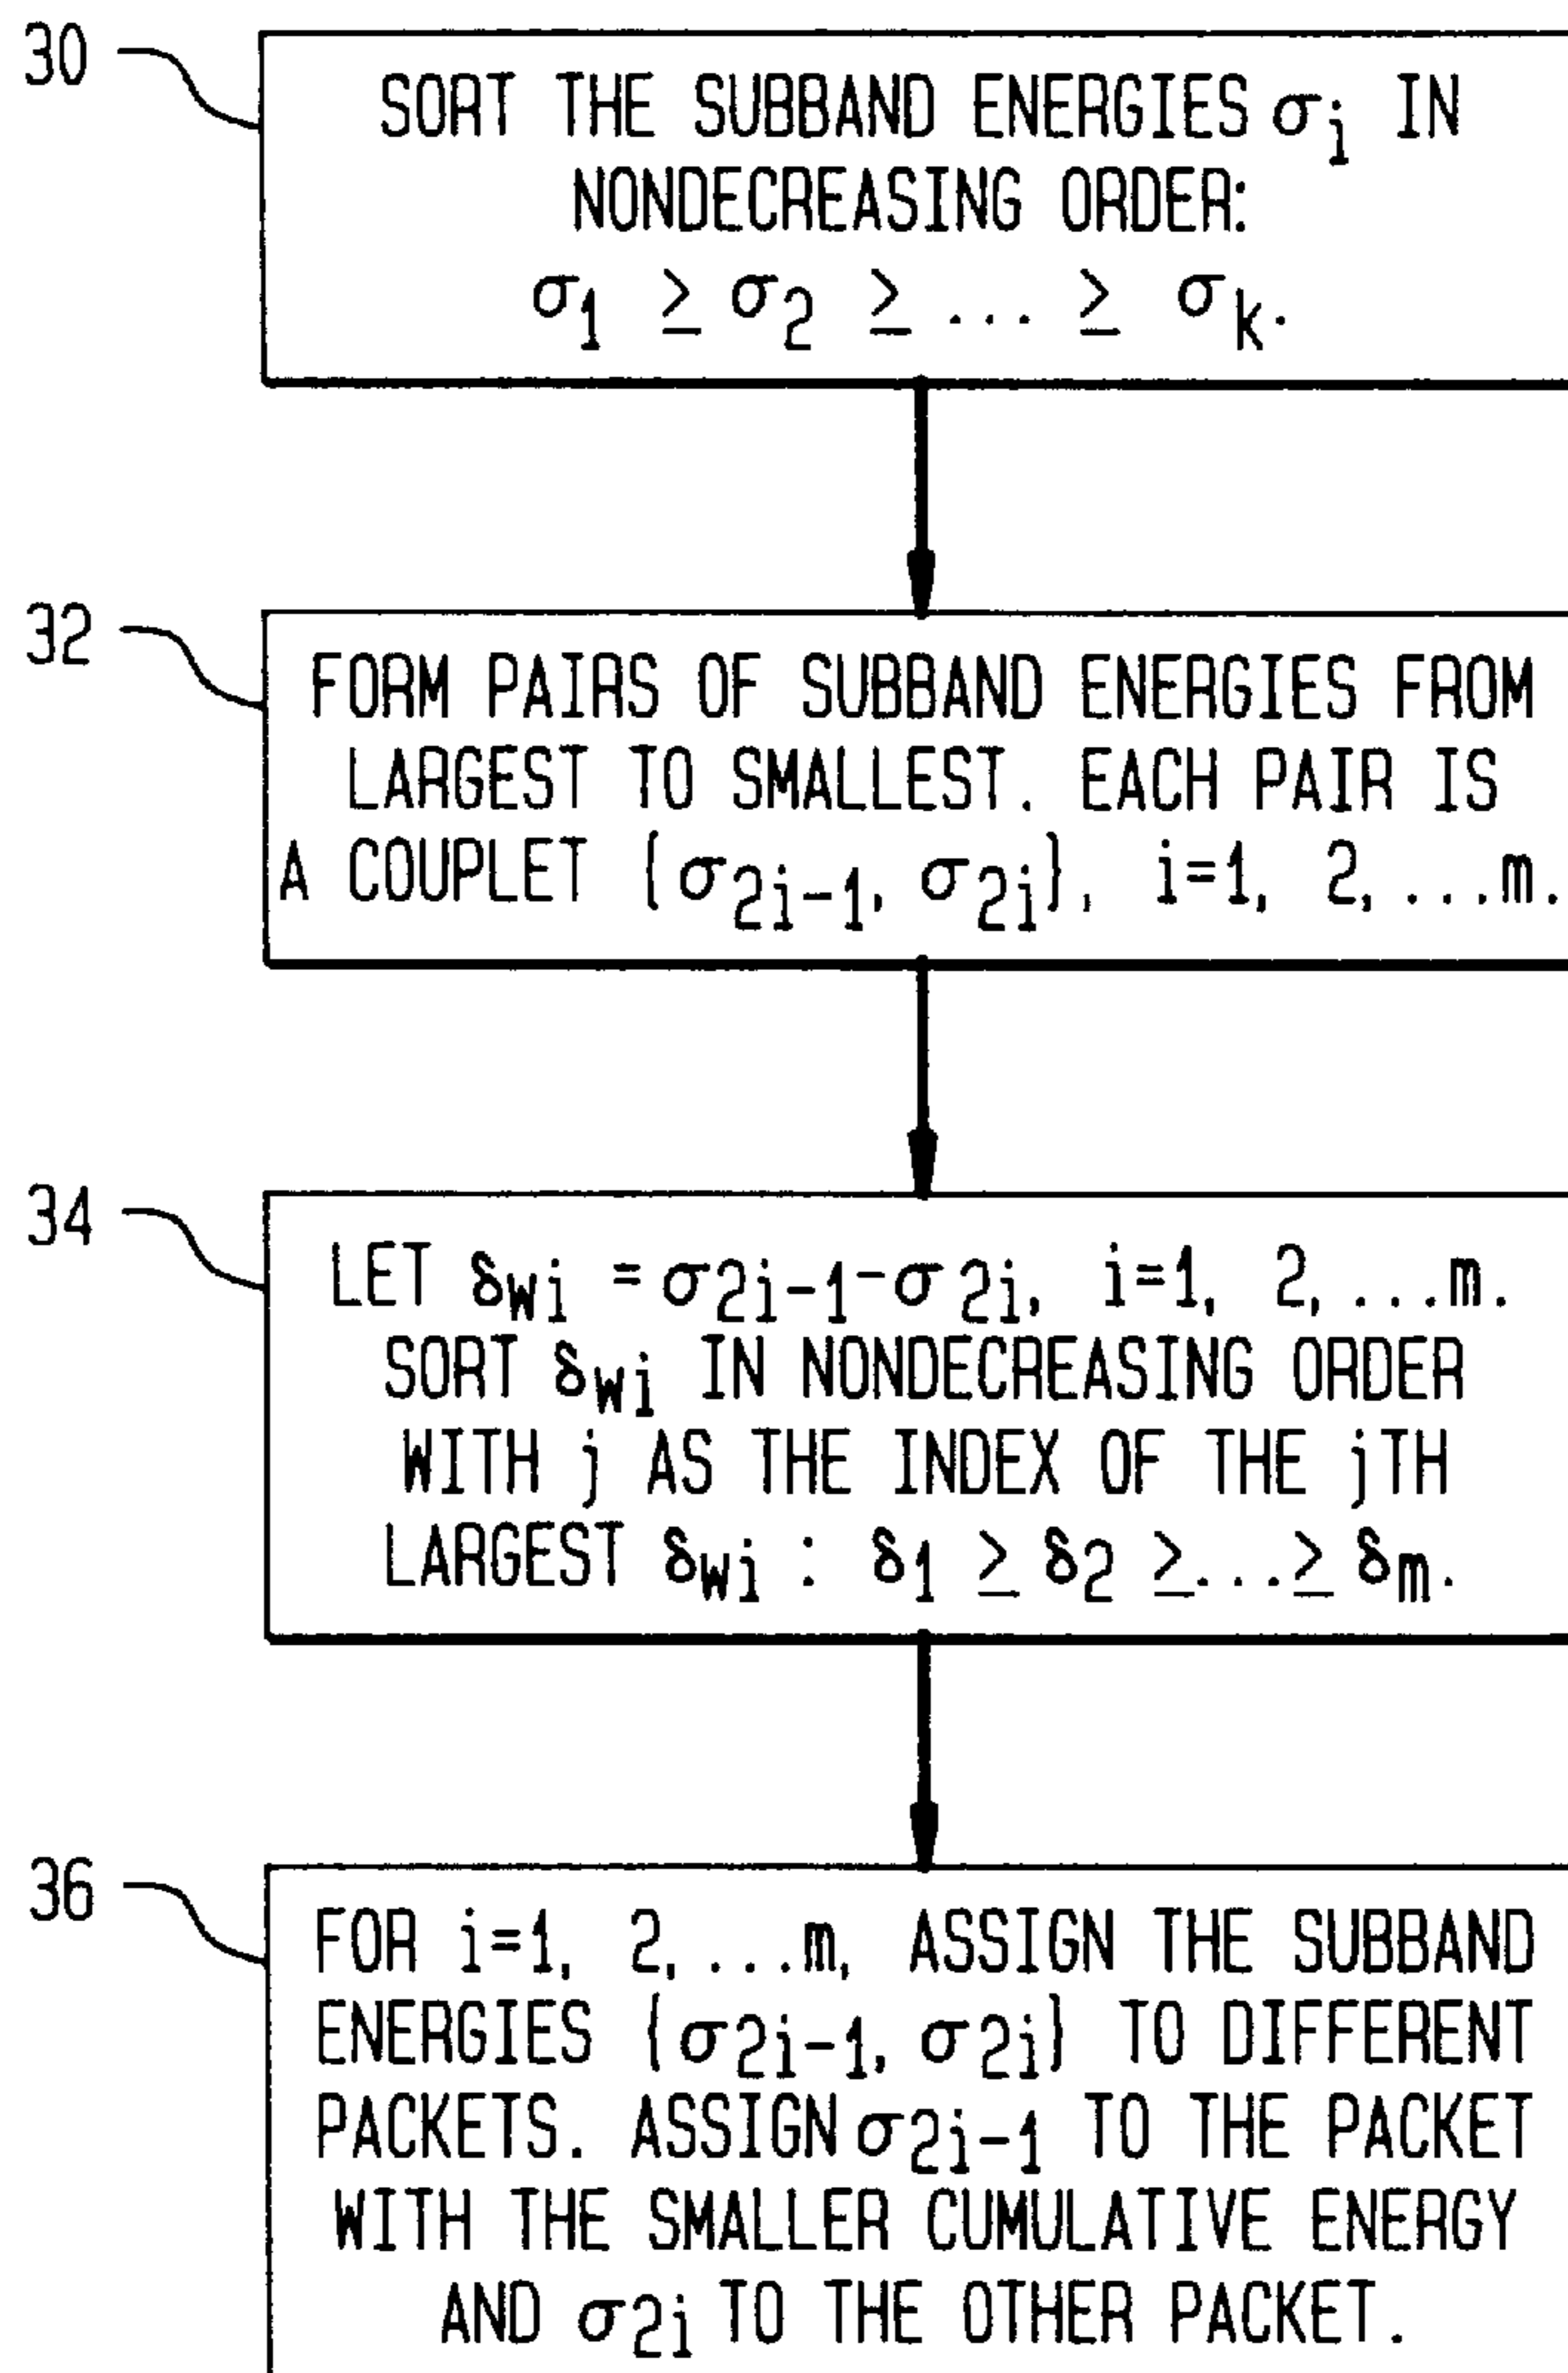 30
SORT THE SUBBAND ENERGIES σi IN
NONDECREASING ORDER:
σ1 ≥ σ2 ≥ ... ≥ σk.
32
FORM PAIRS OF SUBBAND ENERGIES FROM
LARGEST TO SMALLEST. EACH PAIR IS
A COUPLET {σ2i-1, σ2i}, i=1, 2, ...m.
34
LET δwi = σ2i-1-σ2i, i=1, 2, ...m.
SORT δwi IN NONDECREASING ORDER
WITH j AS THE INDEX OF THE jTH
LARGEST δwi : δ1 ≥ δ2 ≥...≥ δm.
36
FOR i=1, 2, ...m, ASSIGN THE SUBBAND
ENERGIES {σ2i-1, σ2i} TO DIFFERENT
PACKETS. ASSIGN σ2i-1 TO THE PACKET
WITH THE SMALLER CUMULATIVE ENERGY
AND σ2i TO THE OTHER PACKET.